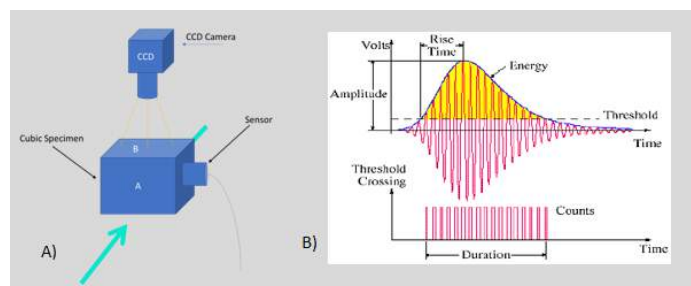 CCD Camera
CCD
Sensor
Cubic Specimen
B
A
A)
Rise
Time
Volts
Energy
Amplitude
Threshold
Time
Threshold
Crossing
Counts
B)
Time
Duration